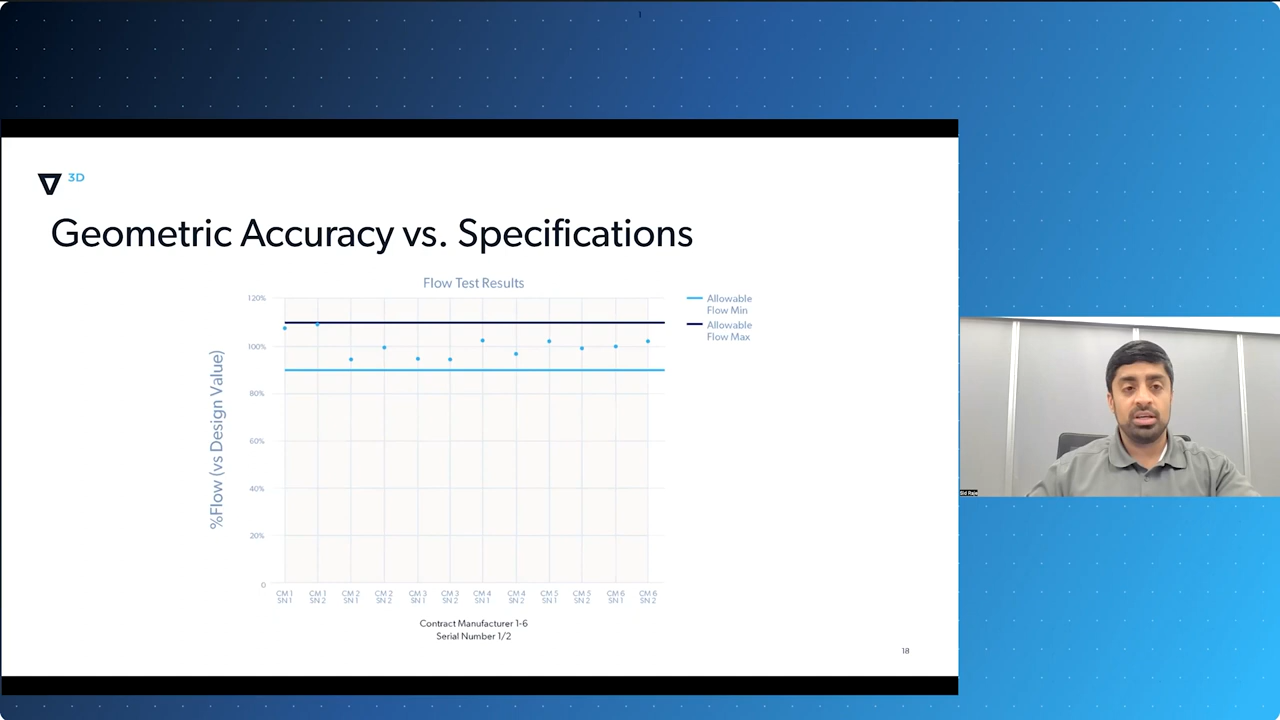 1
3D
Geometric Accuracy vs. Specifications
Flow Test Results
%Flow (vs Design Value)
120%
100%
80%
60%
40%
20%
0
Allowable
Flow Min
Allowable
Flow Max
CM 1 CM 1 CM 2 CM 2 CM 3 CM 3 CM 4 CM 4 CM 5 CM 5 CM 6 CM 6
SN 1 SN 2 SN 1 SN 2 SN 1 SN 2 SN 1 SN 2 SN 1 SN 2 SN 1 SN 2
Contract Manufacturer 1-6
Serial Number 1/2
18
Sid Raje